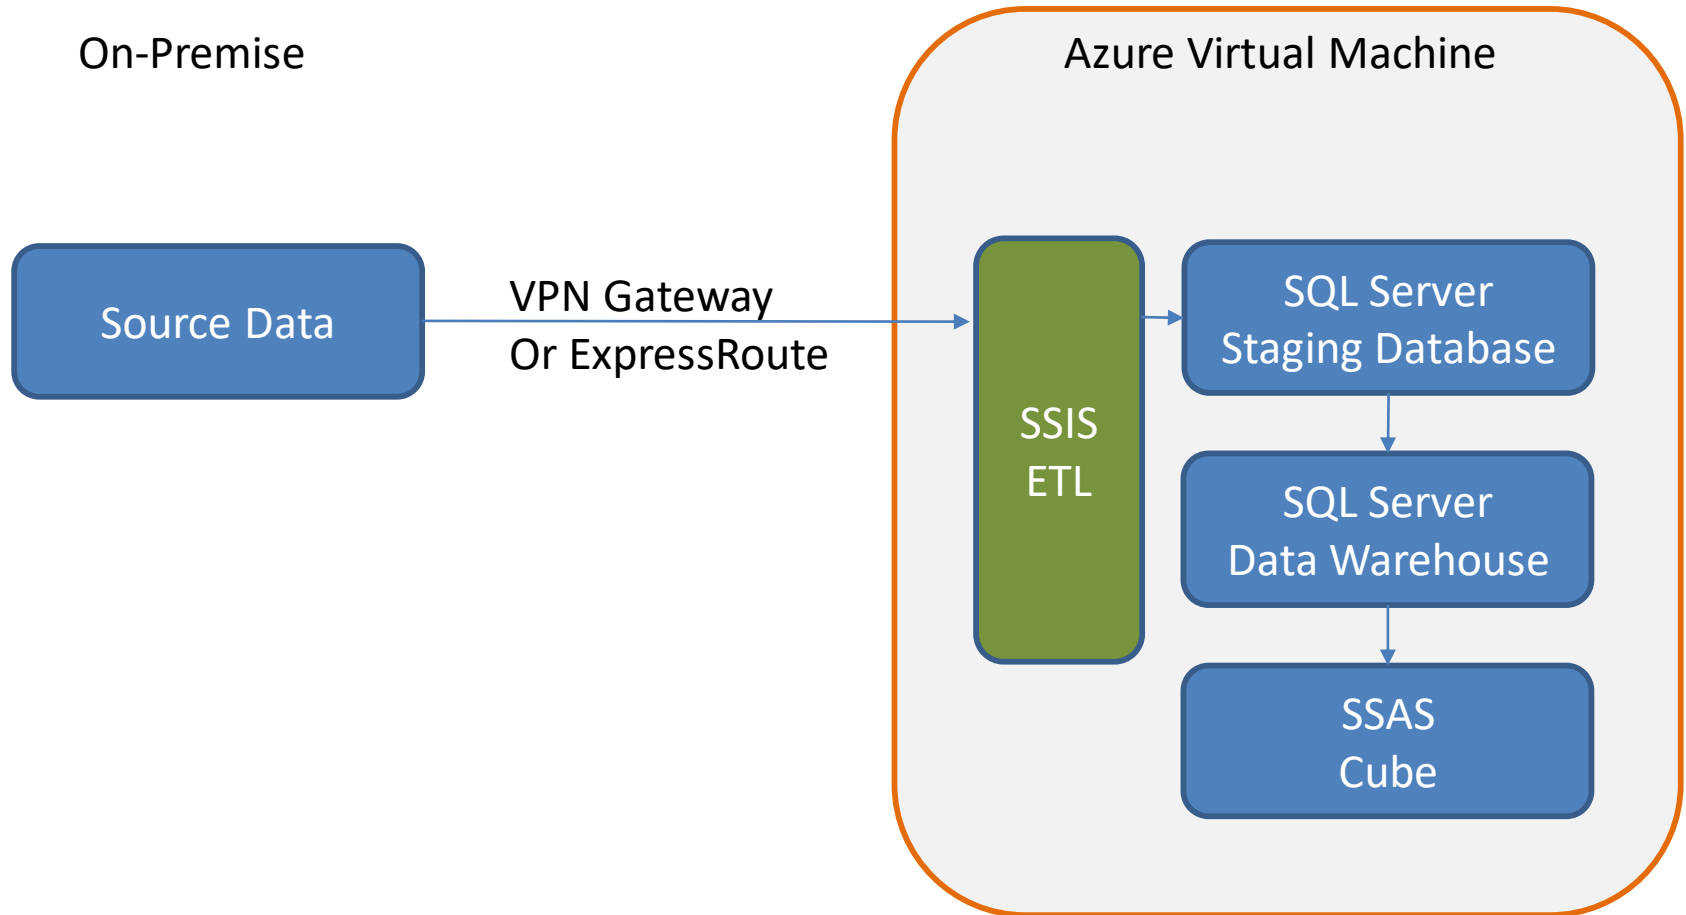 On-Premise
Azure Virtual Machine
Source Data
VPN Gateway
Or ExpressRoute
SSIS
ETL
SQL Server
Staging Database
SQL Server
Data Warehouse
SSAS
Cube